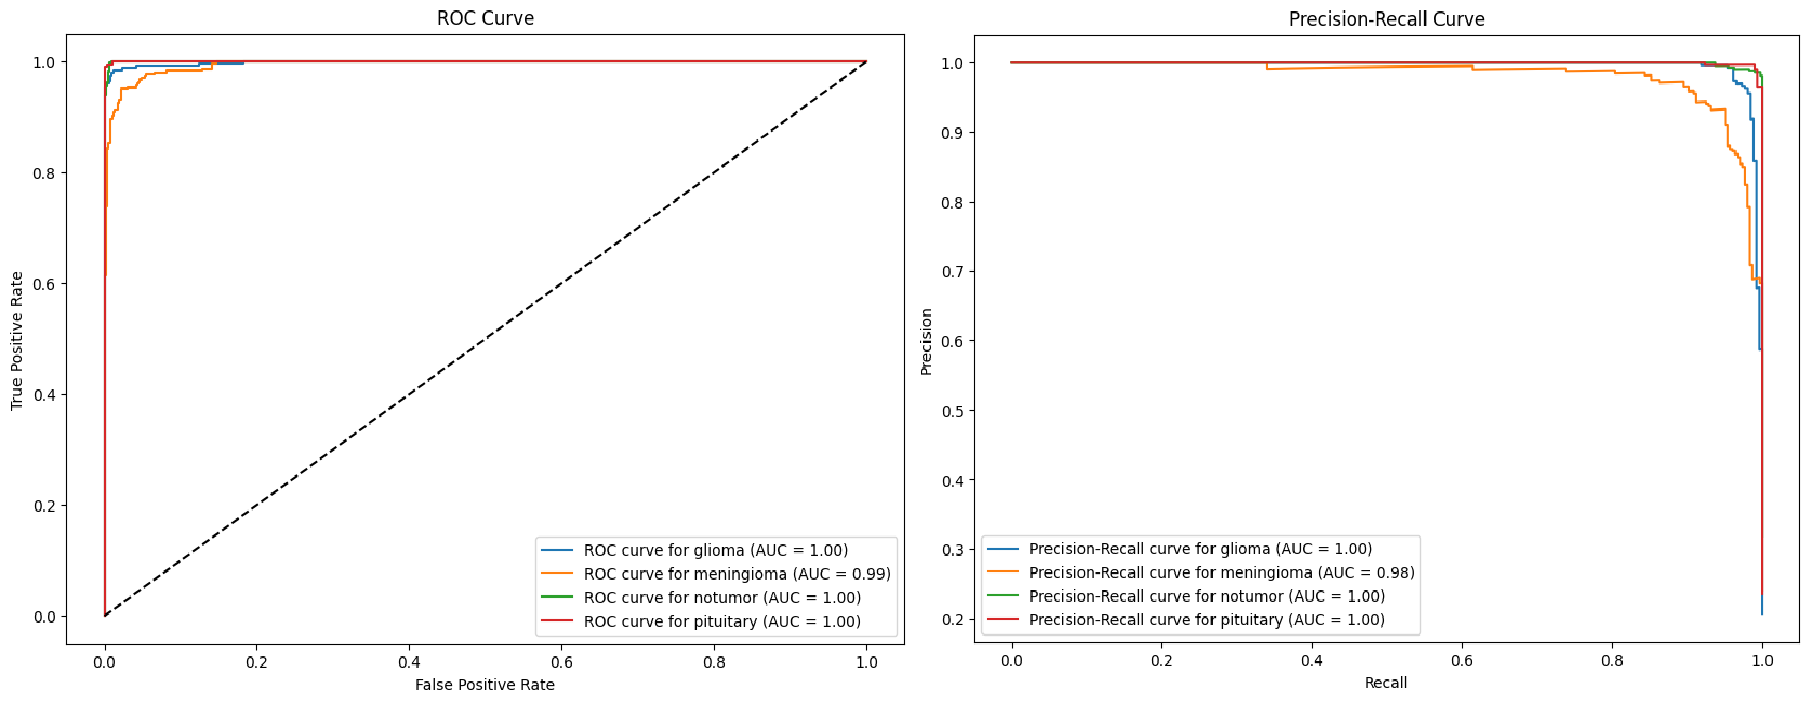 ROC Curve
True Positive Rate
1.0
0.8
0.6
0.4
0.2
0.0
0.0 0.2 0.4 0.6 0.8 1.0
False Positive Rate
ROC curve for glioma (AUC = 1.00)
ROC curve for meningioma (AUC = 0.99)
ROC curve for notumor (AUC = 1.00)
ROC curve for pituitary (AUC = 1.00)
Precision-Recall Curve
Precision
1.0
0.9
0.8
0.7
0.6
0.5
0.4
0.3
0.2
0.0 0.2 0.4 0.6 0.8 1.0
Recall
Precision-Recall curve for glioma (AUC = 1.00)
Precision-Recall curve for meningioma (AUC = 0.98)
Precision-Recall curve for notumor (AUC = 1.00)
Precision-Recall curve for pituitary (AUC = 1.00)